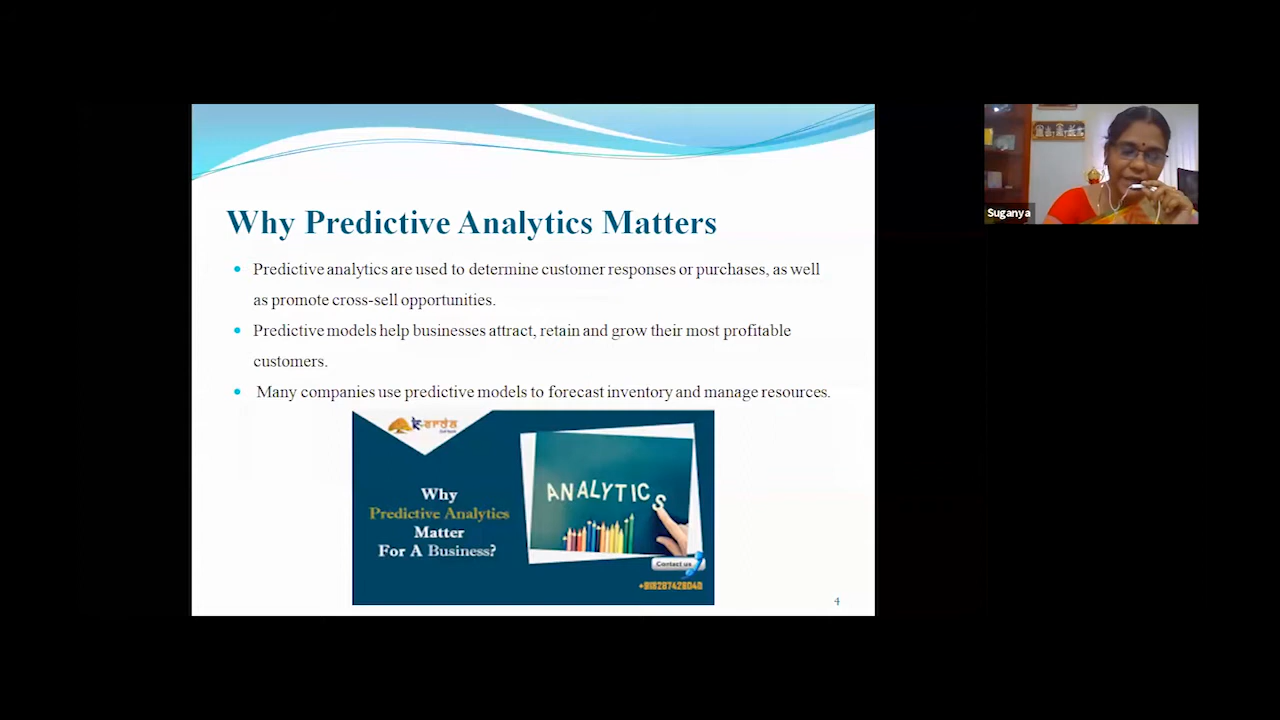 Why Predictive Analytics Matters
Predictive analytics are used to determine customer responses or purchases, as well
as promote cross-sell opportunities.
Predictive models help businesses attract, retain and grow their most profitable
customers.
Many companies use predictive models to forecast inventory and manage resources.
Why
Predictive Analytics
Matter
For A Business?
ANALYTICS
Contact us
+918287428040
4
Suganya